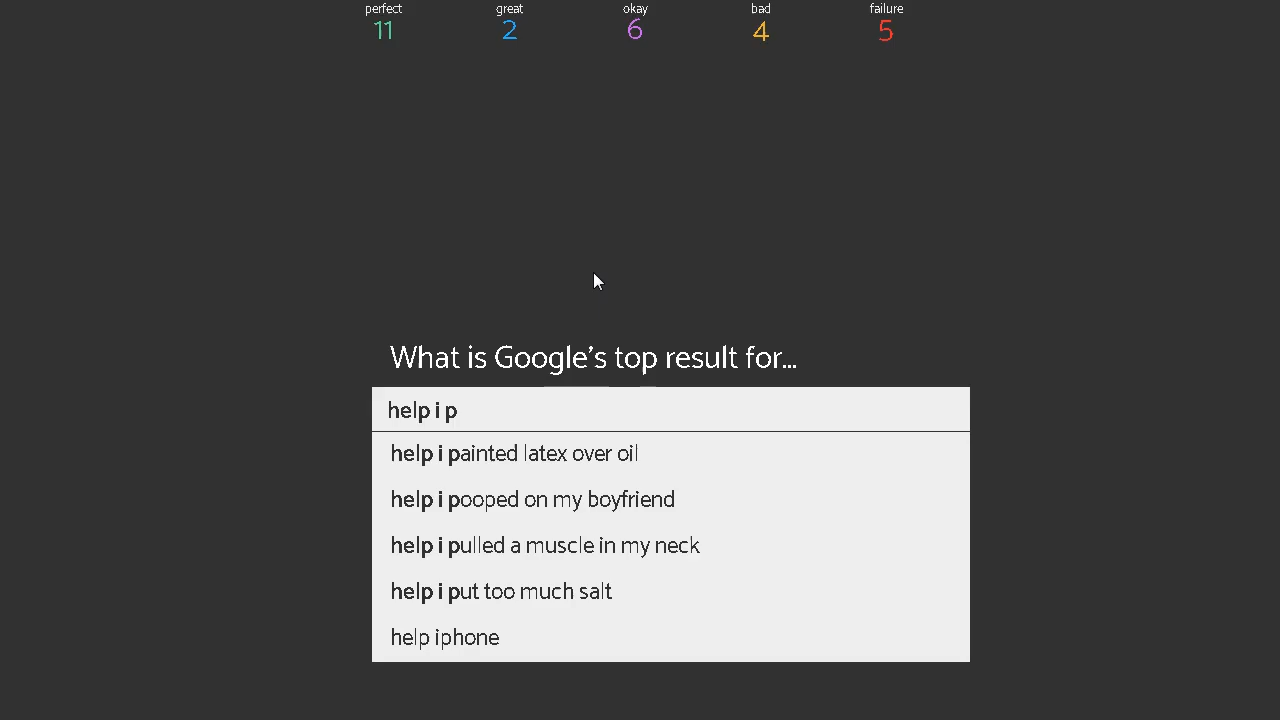 perfect great okay bad failure
11 2 6 4 5
What is Google's top result for...
help i p
help i painted latex over oil
help i pooped on my boyfriend
help i pulled a muscle in my neck
help i put too much salt
help iphone